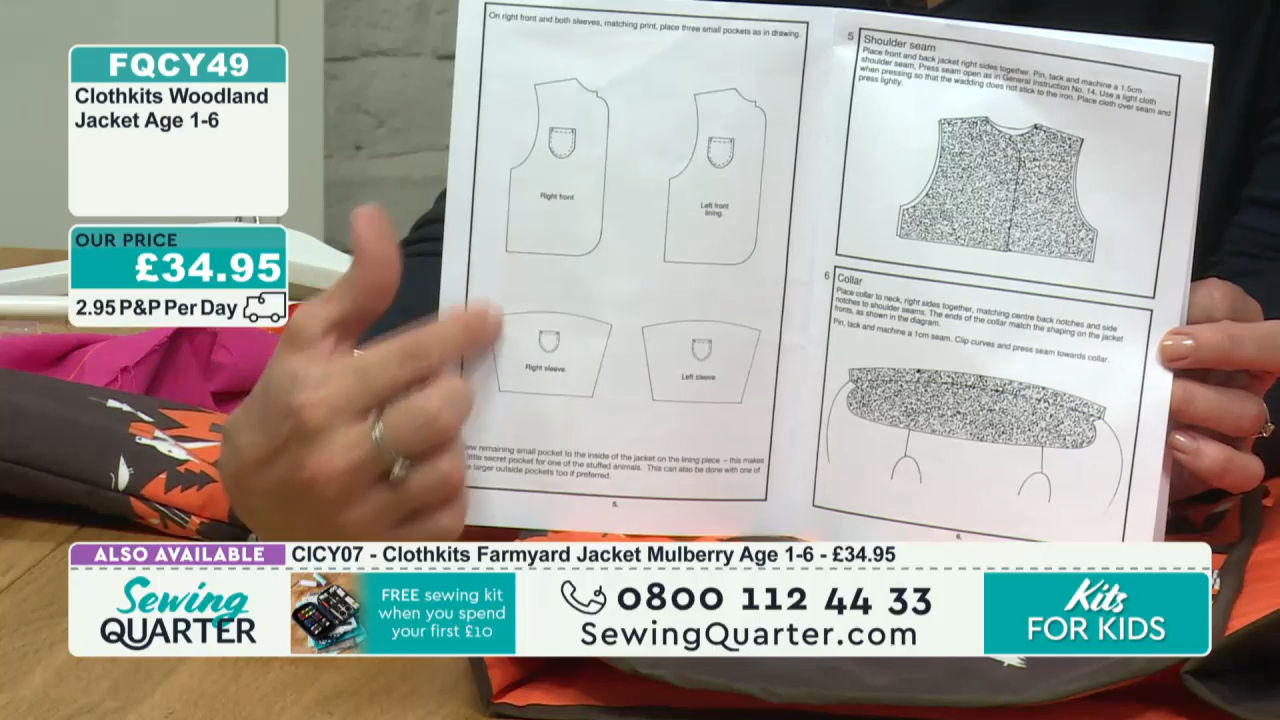 FQCY49
Clothkits Woodland
Jacket Age 1-6
OUR PRICE
£34.95
2.95 P&P Per Day
On right front and both sleeves, matching print, place three small pockets as in drawing.
Right front
Left front
lining.
Right sleeve.
Left sleeve.
remaining small pocket to the inside of the jacket on the lining piece – this makes
little secret pocket for one of the stuffed animals. This can also be done with one of
larger outside pockets too if preferred.
5.
5 Shoulder seam
Place front and back jacket right sides together. Pin, tack and machine a 1.5cm
shoulder seam, Press seam open as in General Instruction No. 14. Use a light cloth
when pressing so that the wadding does not stick to the iron. Place cloth over seam and
press lightly.
6 Collar
Place collar to neck, right sides together, matching centre back notches and side
notches to shoulder seams. The ends of the collar match the shaping on the jacket
fronts, as shown in the diagram.
Pin, tack and machine a 1cm seam. Clip curves and press seam towards collar.
6.
ALSO AVAILABLE
CICY07 - Clothkits Farmyard Jacket Mulberry Age 1-6 - £34.95
Sewing
QUARTER
FREE sewing kit
when you spend
your first £10
0800 112 44 33
SewingQuarter.com
Kits
FOR KIDS